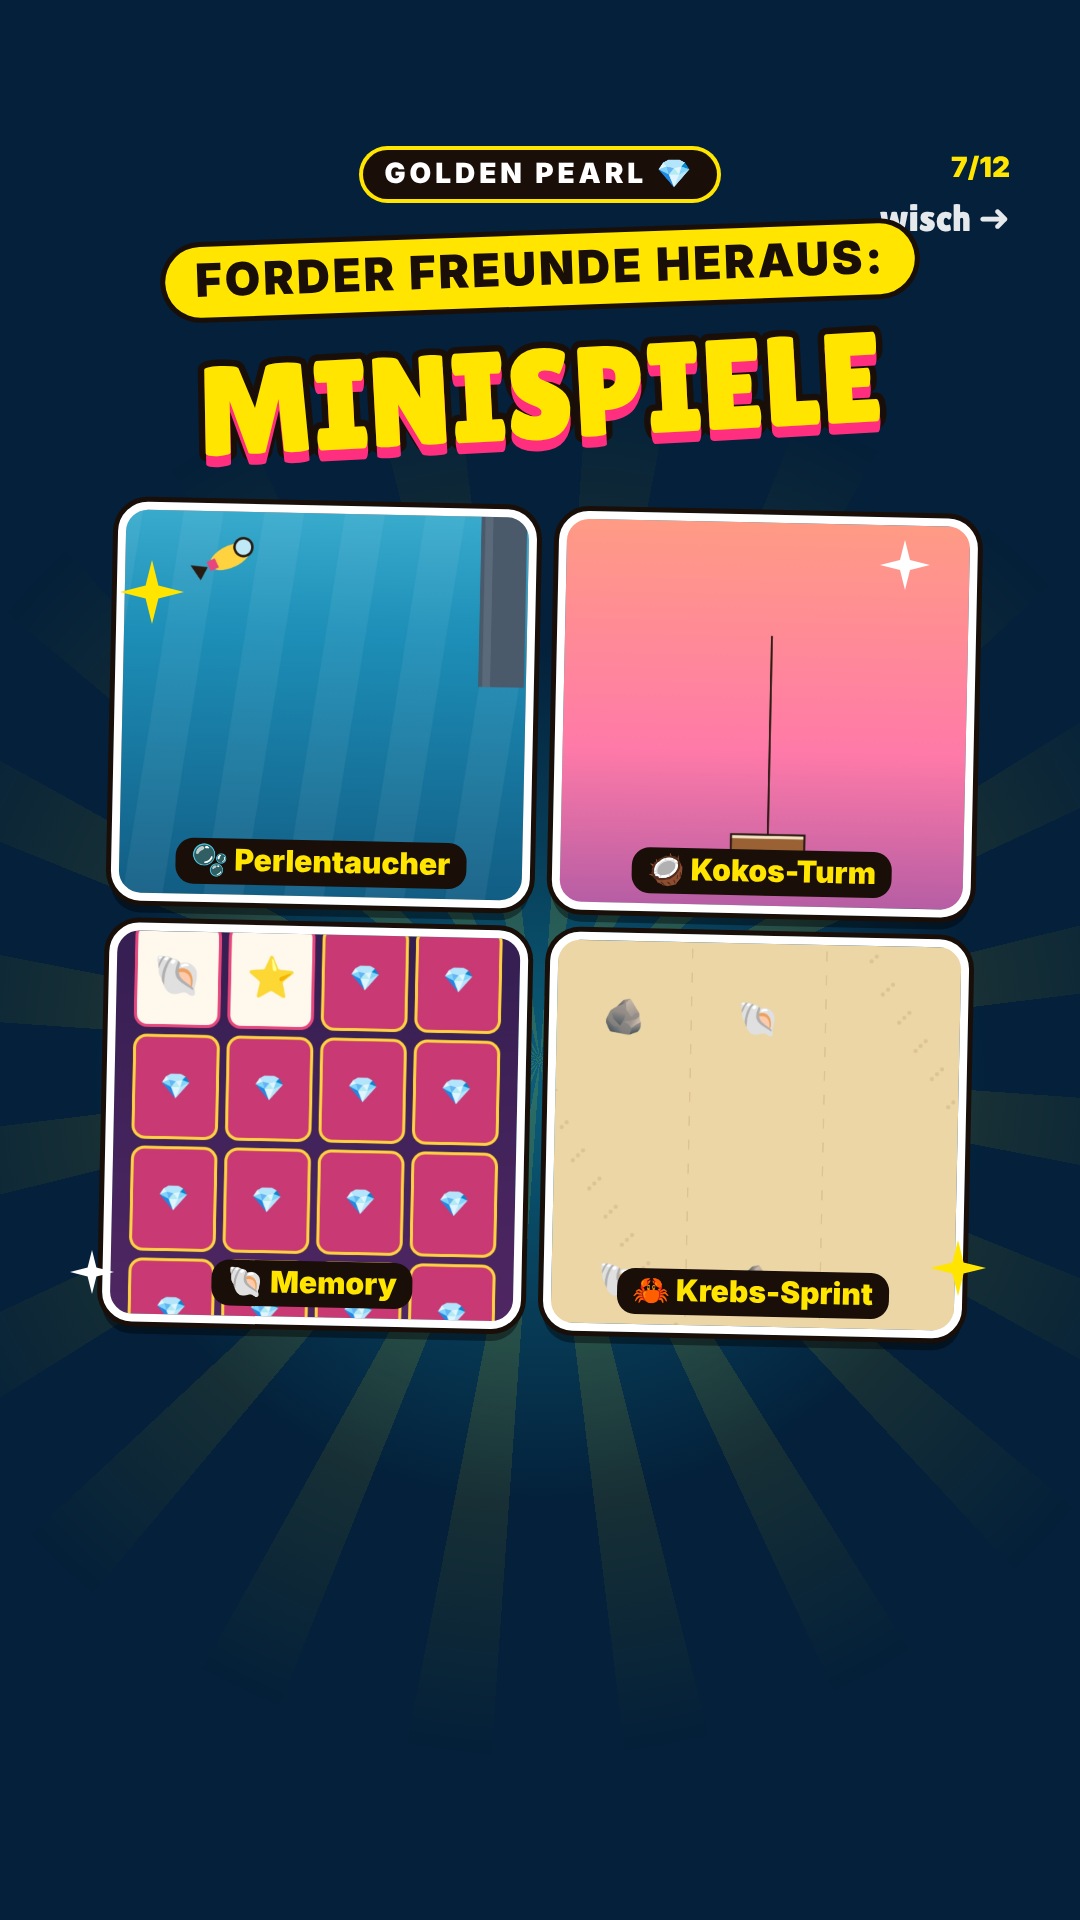 GOLDEN PEARL 💎
7/12
wisch →
FORDER FREUNDE HERAUS:
MINISPIELE
🫧 Perlentaucher
🥥 Kokos-Turm
🐚 Memory
🦀 Krebs-Sprint